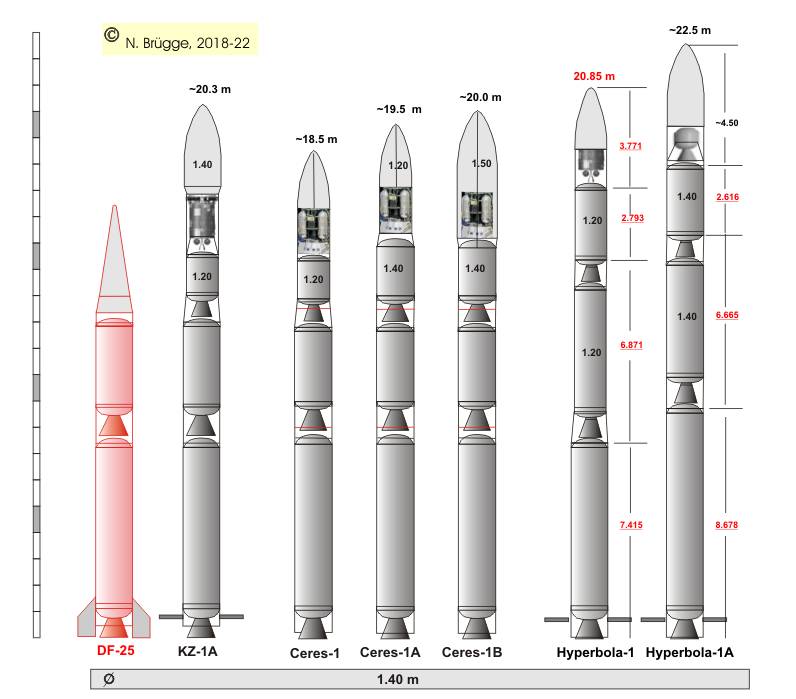 © N. Brügge, 2018-22
~22.5 m
20.85 m
~20.3 m
~20.0 m
~19.5 m
~18.5 m
~4.50
3.771
1.40
1.20
1.50
2.616
1.40
2.793
1.20
1.20
1.20
1.40
1.40
6.665
1.40
6.871
1.20
7.415
8.678
DF-25
KZ-1A
Ceres-1
Ceres-1A
Ceres-1B
Hyperbola-1
Hyperbola-1A
Ø
1.40 m